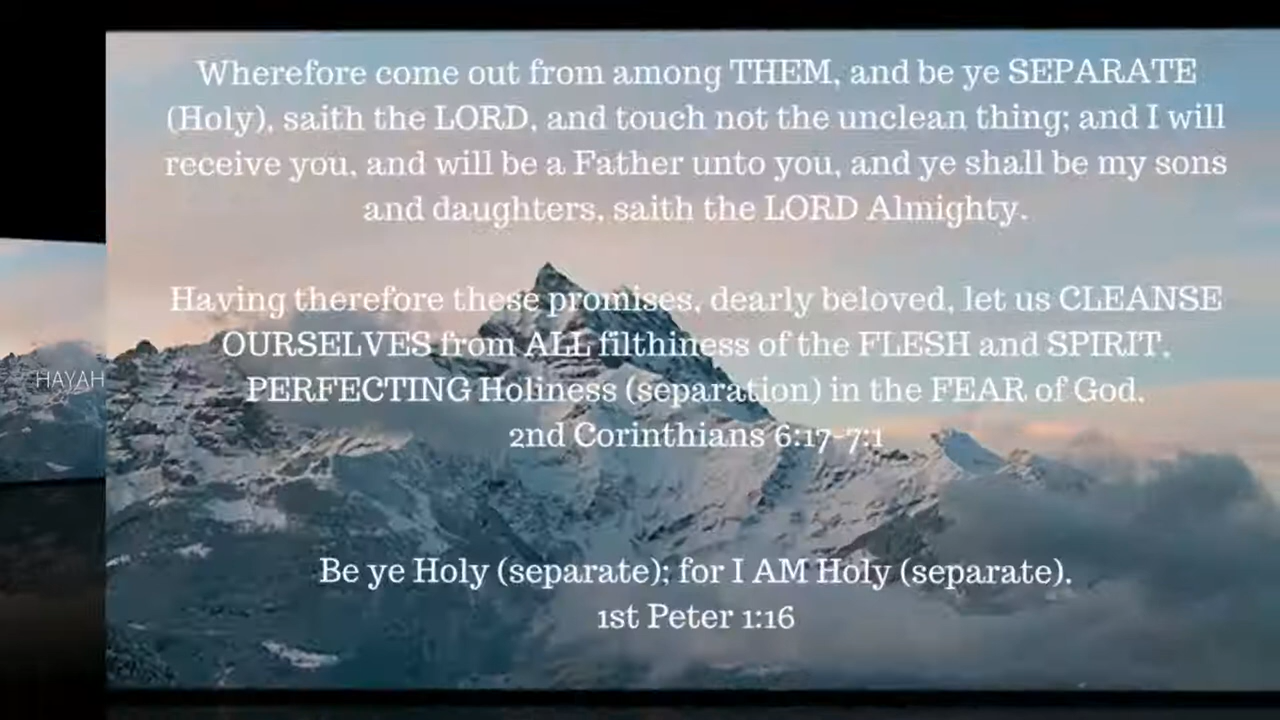 Wherefore come out from among THEM, and be ye SEPARATE
(Holy), saith the LORD, and touch not the unclean thing; and I will
receive you, and will be a Father unto you, and ye shall be my sons
and daughters, saith the LORD Almighty.
Having therefore these promises, dearly beloved, let us CLEANSE
OURSELVES from ALL filthiness of the FLESH and SPIRIT,
PERFECTING Holiness (separation) in the FEAR of God.
2nd Corinthians 6:17-7:1
HAYAH
Be ye Holy (separate); for I AM Holy (separate).
1st Peter 1:16